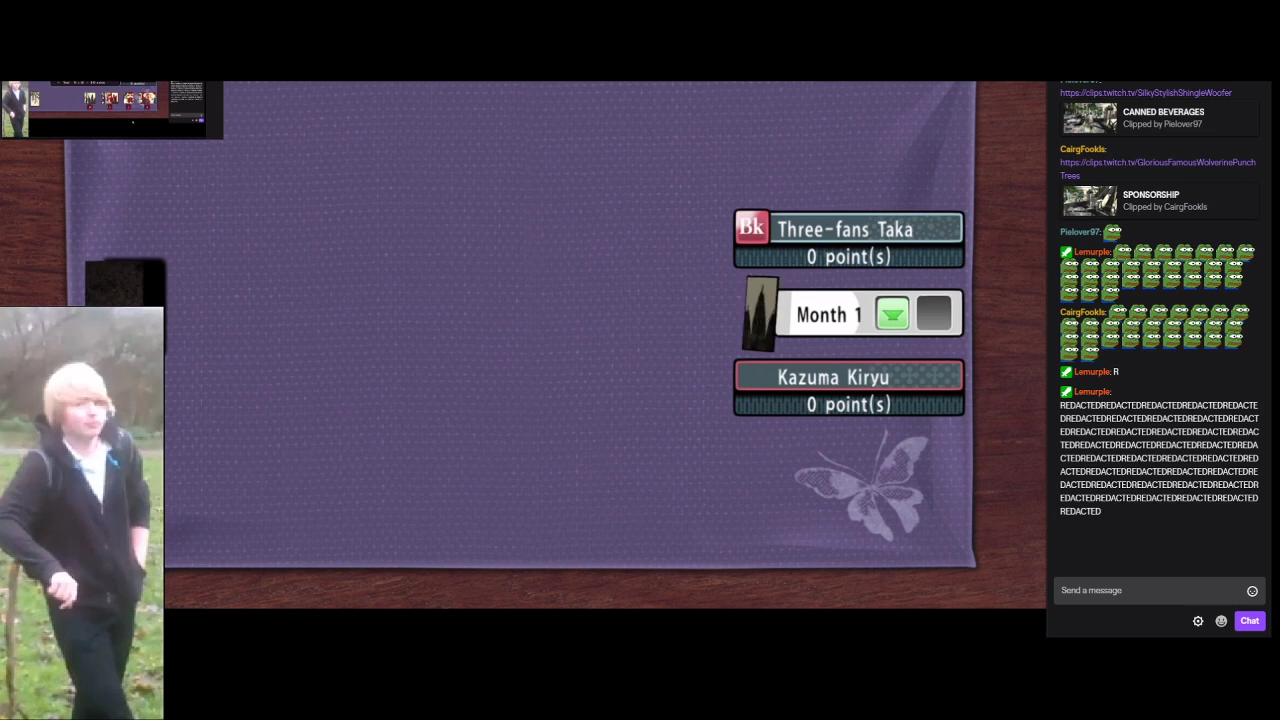 Pielover97:
https://clips.twitch.tv/SilkyStylishShingleWoofer
CANNED BEVERAGES
Clipped by Pielover97
CairgFookls:
https://clips.twitch.tv/GloriousFamousWolverinePunch
Trees
SPONSORSHIP
Clipped by CairgFookls
Pielover97:
Lemurple:
CairgFookls:
Lemurple: R
Lemurple:
REDACTEDREDACTEDREDACTEDREDACTEDREDACTE
DREDACTEDREDACTEDREDACTEDREDACTEDREDACT
EDREDACTEDREDACTEDREDACTEDREDACTEDREDAC
TEDREDACTEDREDACTEDREDACTEDREDACTEDREDA
CTEDREDACTEDREDACTEDREDACTEDREDACTEDRED
ACTEDREDACTEDREDACTEDREDACTEDREDACTEDRE
DACTEDREDACTEDREDACTEDREDACTEDREDACTEDR
EDACTEDREDACTEDREDACTEDREDACTEDREDACTED
REDACTED
Send a message
Chat
Bk Three-fans Taka
0 point(s)
Month 1
Kazuma Kiryu
0 point(s)